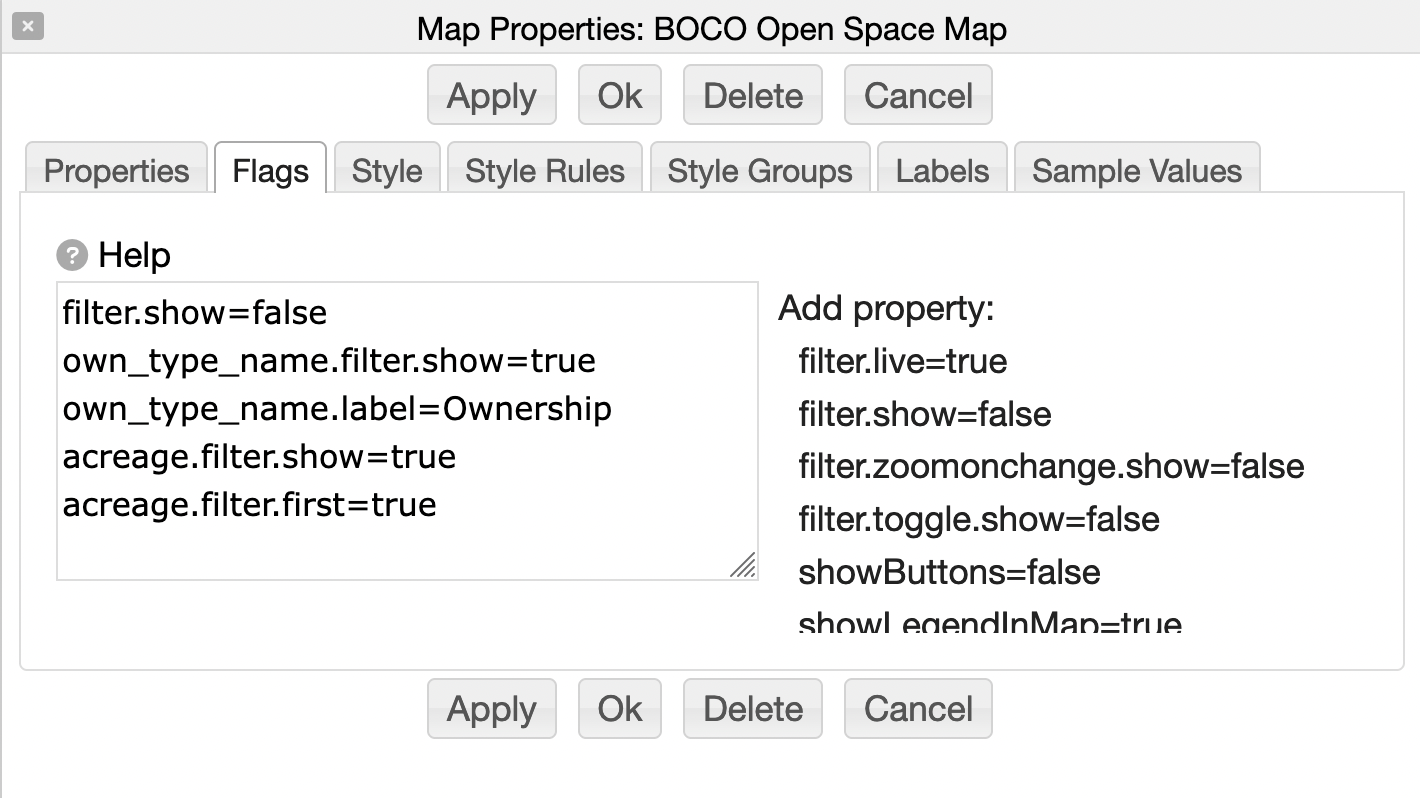 Map Properties: BOCO Open Space Map
Apply Ok Delete Cancel
Properties Flags Style Style Rules Style Groups Labels Sample Values
Help
filter.show=false
own_type_name.filter.show=true
own_type_name.label=Ownership
acreage.filter.show=true
acreage.filter.first=true
Add property:
filter.live=true
filter.show=false
filter.zoomonchange.show=false
filter.toggle.show=false
showButtons=false
showLegendInMap=true
Apply Ok Delete Cancel